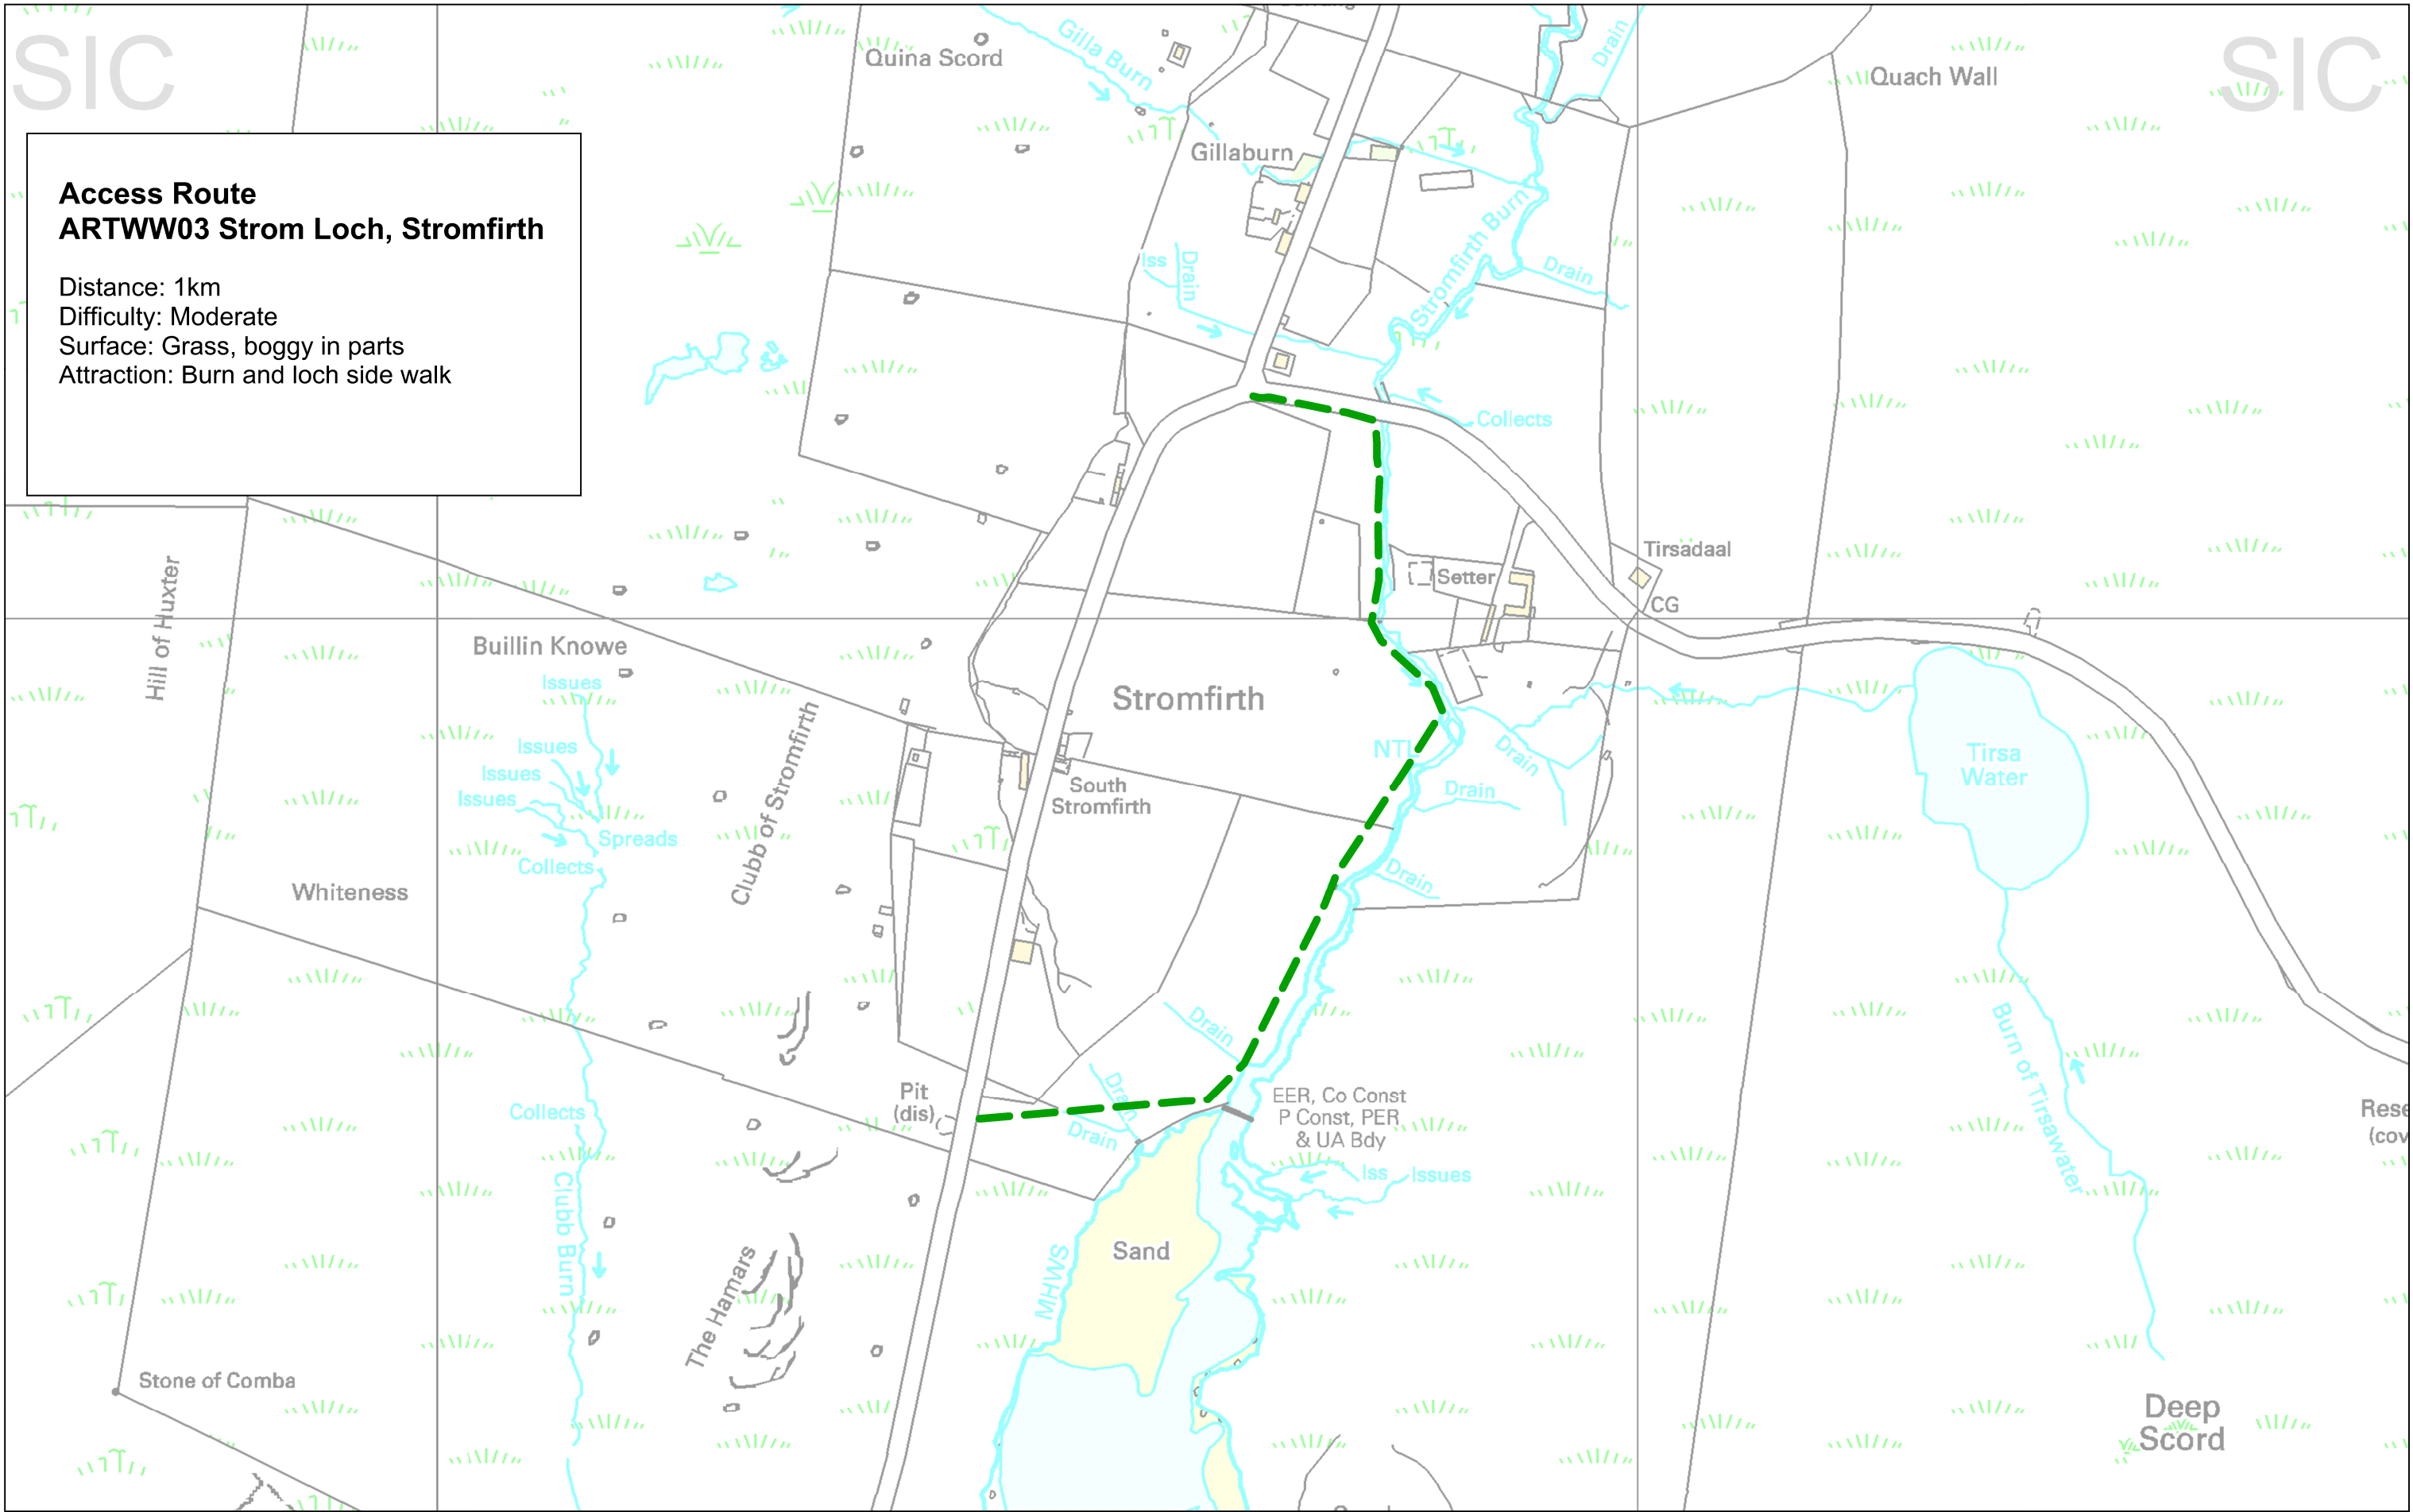 SIC
SIC
Access Route
ARTWW03 Strom Loch, Stromfirth
Distance: 1km
Difficulty: Moderate
Surface: Grass, boggy in parts
Attraction: Burn and loch side walk
Quina Scord
Gilla Burn
Drain
Quach Wall
Gillaburn
Stromfirth Burn
Iss
Drain
Drain
Collects
Setter
Tirsadaal
CG
Hill of Huxter
Buillin Knowe
Issues
Issues
Issues
Issues
Spreads
Collects
Clubb of Stromfirth
Stromfirth
NTL
Drain
Drain
Tirsa
Water
South
Stromfirth
Whiteness
Drain
Drain
Burn of Tirsawater
Pit
(dis)
Drain
Drain
EER, Co Const
P Const, PER
& UA Bdy
Collects
Clubb Burn
Iss
Issues
Sand
MHWS
The Hamars
Stone of Comba
Deep
Scord